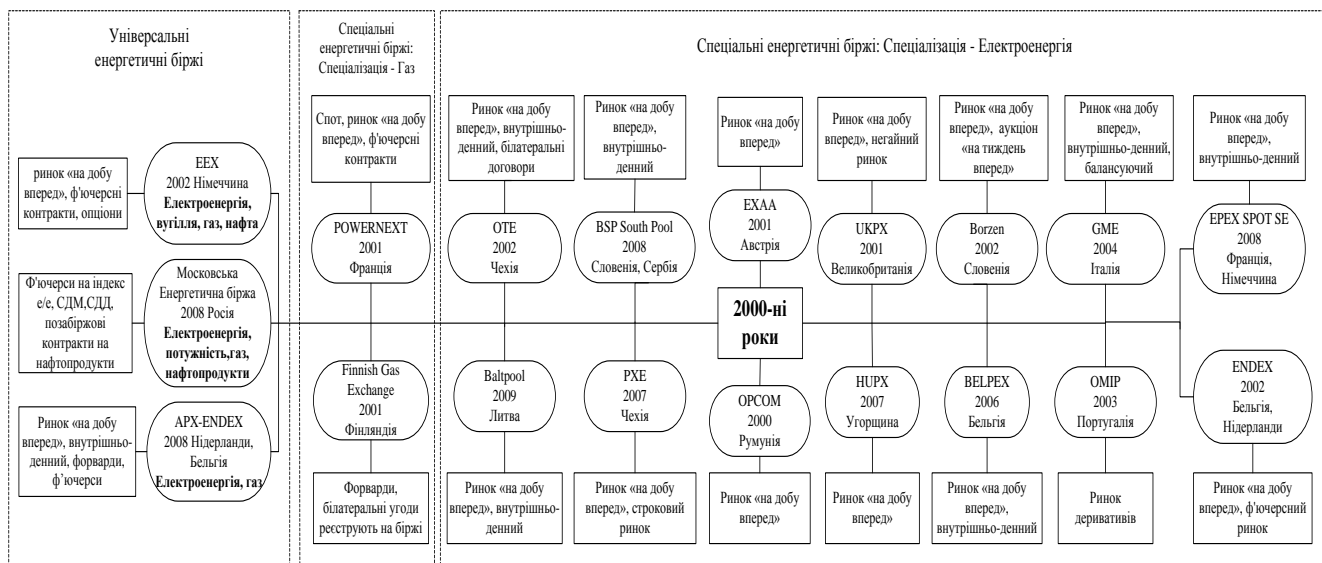 Універсальні
енергетичні біржі
ринок «на добу
вперед», ф'ючерсні
контракти, опціони
EEX
2002 Німеччина
Електроенергія,
вугілля, газ, нафта
Ф'ючерси на індекс
е/е, СДМ,СДД,
позабіржові
контракти на
нафтопродукти
Московська
Енергетична біржа
2008 Росія
Електроенергія,
потужність,газ,
нафтопродукти
Ринок «на добу
вперед», внутрішньо-
денний, форварди,
ф’ючерси
APX-ENDEX
2008 Нідерланди,
Бельгія
Електроенергія, газ
Спеціальні
енергетичні біржі:
Спеціалізація - Газ
Спот, ринок «на добу
вперед», ф'ючерсні
контракти
POWERNEXT
2001
Франція
Finnish Gas
Exchange
2001
Фінляндія
Форварди,
білатеральні угоди
реєструють на біржі
Спеціальні енергетичні біржі: Спеціалізація - Електроенергія
Ринок «на добу
вперед», внутрішньо-
денний, білатеральні
договори
Ринок «на добу
вперед»,
внутрішньо-
денний
Ринок «на добу
вперед»
Ринок «на добу
вперед», негайний
ринок
Ринок «на добу
вперед», аукціон
«на тиждень
вперед»
Ринок «на добу
вперед»,
внутрішньо-денний,
балансуючий
Ринок «на добу
вперед»,
внутрішньо-денний
OTE
2002
Чехія
BSP South Pool
2008
Словенія, Сербія
EXAA
2001
Австрія
UKPX
2001
Великобританія
Borzen
2002
Словенія
GME
2004
Італія
EPEX SPOT SE
2008
Франція,
Німеччина
2000-ні
роки
Baltpool
2009
Литва
PXE
2007
Чехія
OPCOM
2000
Румунія
HUPX
2007
Угорщина
BELPEX
2006
Бельгія
OMIP
2003
Португалія
ENDEX
2002
Бельгія,
Нідерланди
Ринок «на добу
вперед», внутрішньо-
денний
Ринок «на добу
вперед», строковий
ринок
Ринок «на добу
вперед»
Ринок «на добу
вперед»
Ринок «на добу
вперед»,
внутрішньо-денний
Ринок
деривативів
Ринок «на добу
вперед», ф'ючерсний
ринок